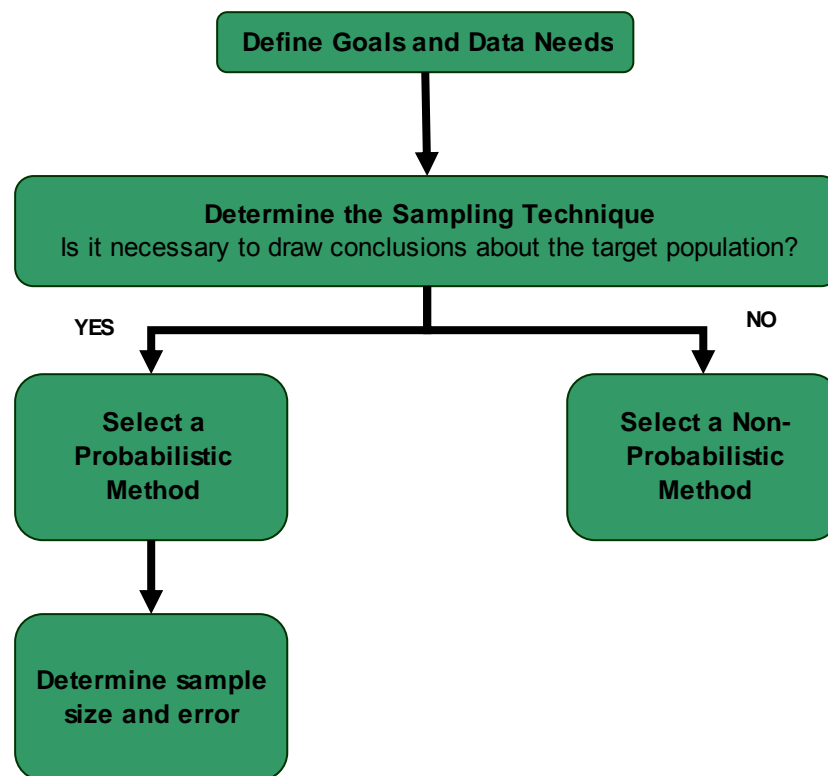 Define Goals and Data Needs
Determine the Sampling Technique
Is it necessary to draw conclusions about the target population?
YES
NO
Select a
Probabilistic
Method
Select a Non-
Probabilistic
Method
Determine sample
size and error